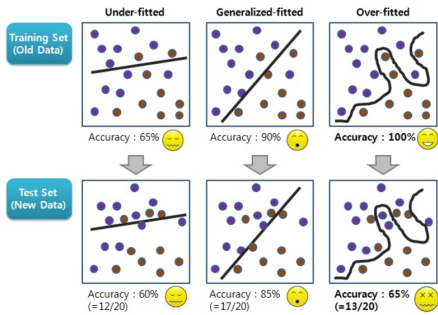 Under-fitted
Generalized-fitted
Over-fitted
Training Set
(Old Data)
Accuracy : 65%
Accuracy : 90%
Accuracy : 100%
Test Set
(New Data)
Accuracy : 60%
(=12/20)
Accuracy : 85%
(=17/20)
Accuracy : 65%
(=13/20)